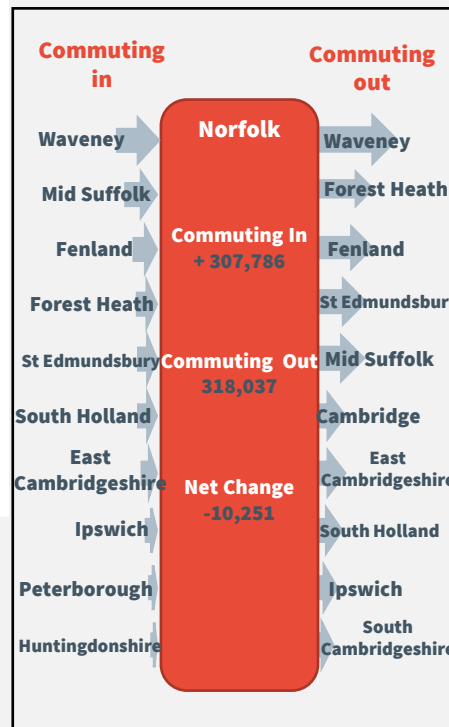 Commuting
in
Waveney
Mid Suffolk
Fenland
Forest Heath
St Edmundsbury
South Holland
East
Cambridgeshire
Ipswich
Peterborough
Huntingdonshire
Norfolk
Commuting In
+ 307,786
Commuting Out
318,037
Net Change
-10,251
Commuting
out
Waveney
Forest Heath
Fenland
St Edmundsbur
Mid Suffolk
Cambridge
East
Cambridgeshire
South Holland
Ipswich
South
Cambridgeshire